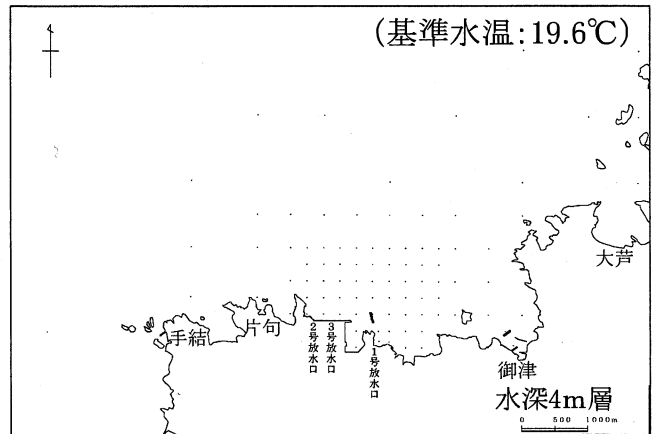 (基準水温:19.6℃)
大芦
手結
片句
2号放水口
3号放水口
1号放水口
御津
水深4m層
0 500 1000m